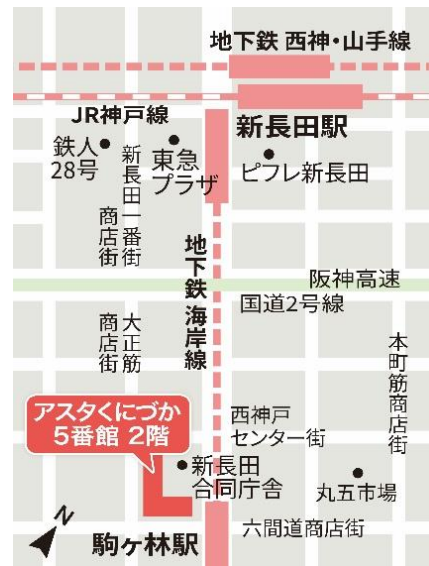 地下鉄 西神・山手線
JR神戸線
新長田駅
鉄人
28号
東急
プラザ
ピフレ新長田
新長田一番街
商店街
地下鉄 海岸線
阪神高速
国道2号線
大正筋
商店街
本町筋商店街
アスタくにづか
5番館 2階
西神戸
センター街
新長田
合同庁舎
丸五市場
六間道商店街
駒ヶ林駅
N